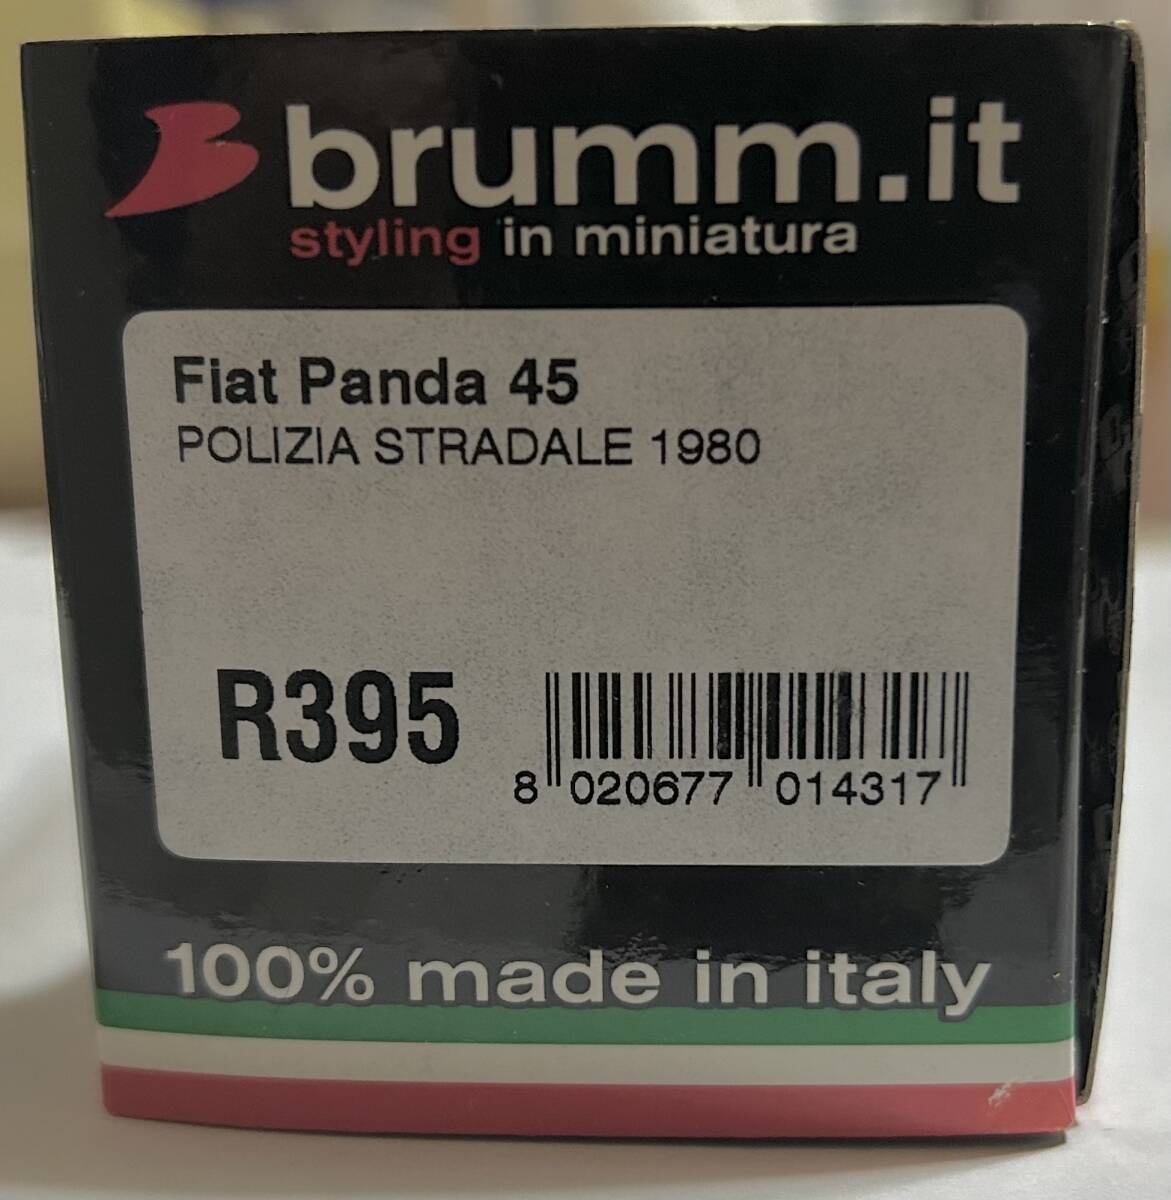 brumm.it
styling in miniatura
Fiat Panda 45
POLIZIA STRADALE 1980
R395
8 020677 014317
100% made in italy